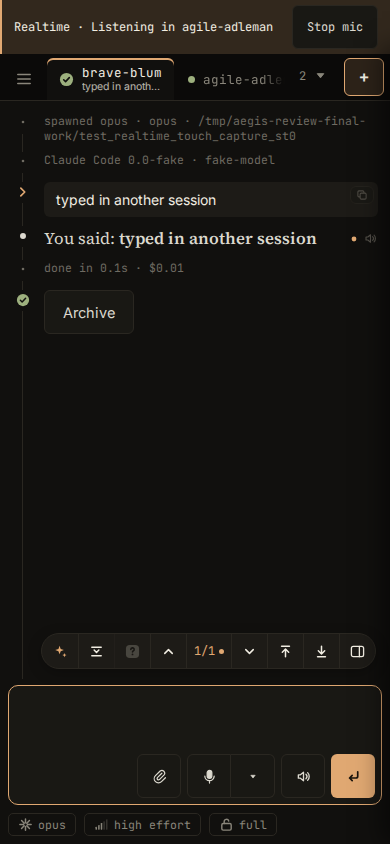 Realtime · Listening in agile-adleman
Stop mic
brave-blum
typed in anoth...
agile-adle
2
+
spawned opus · opus · /tmp/aegis-review-final-
work/test_realtime_touch_capture_st0
Claude Code 0.0-fake · fake-model
typed in another session
You said: typed in another session
done in 0.1s · $0.01
Archive
?
1/1
opus
high effort
full